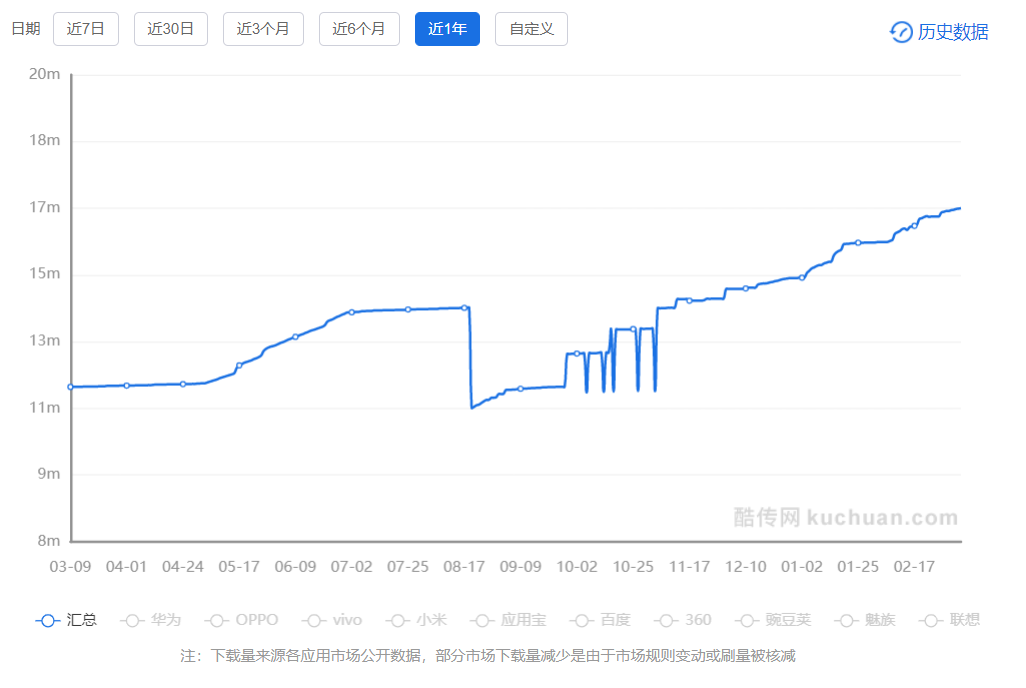 日期 近7日 近30日 近3个月 近6个月 近1年 自定义 历史数据
20m
18m
17m
15m
13m
11m
9m
8m
酷传网 kuchuan.com
03-09 04-01 04-24 05-17 06-09 07-02 07-25 08-17 09-09 10-02 10-25 11-17 12-10 01-02 01-25 02-17
汇总 华为 OPPO vivo 小米 应用宝 百度 360 豌豆荚 魅族 联想
注：下载量来源各应用市场公开数据，部分市场下载量减少是由于市场规则变动或刷量被核减